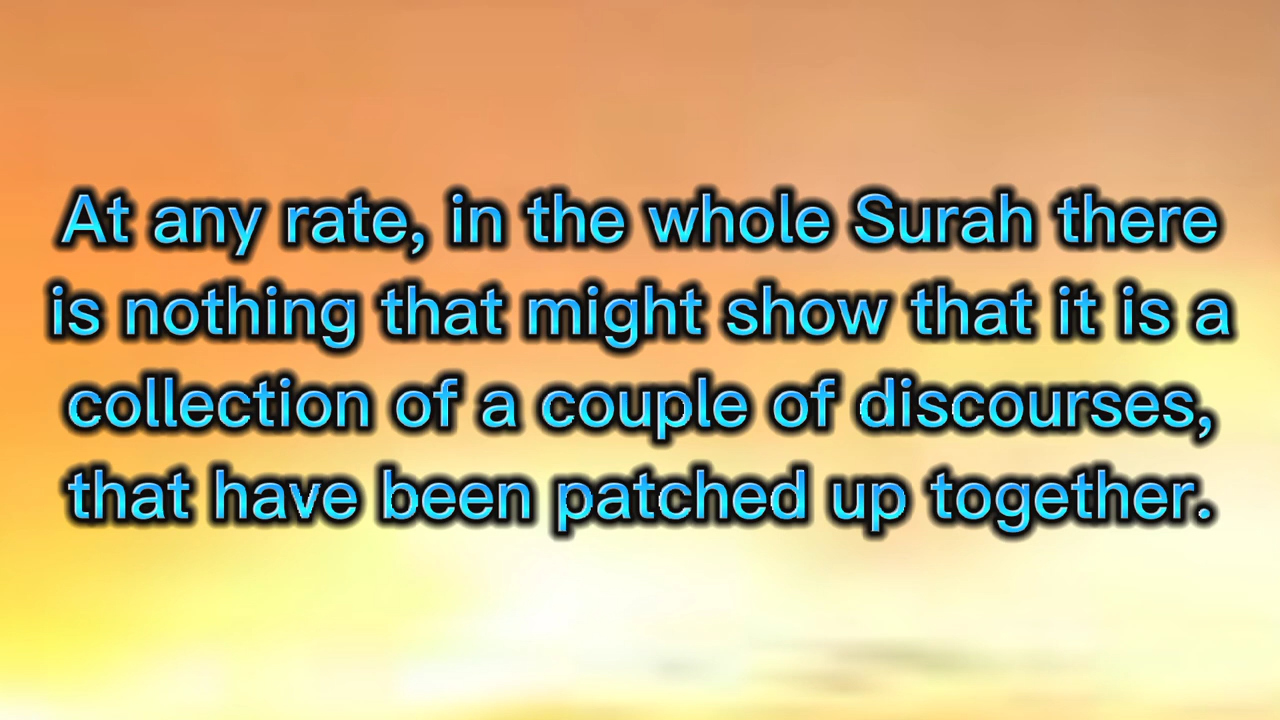 At any rate, in the whole Surah there
is nothing that might show that it is a
collection of a couple of discourses,
that have been patched up together.